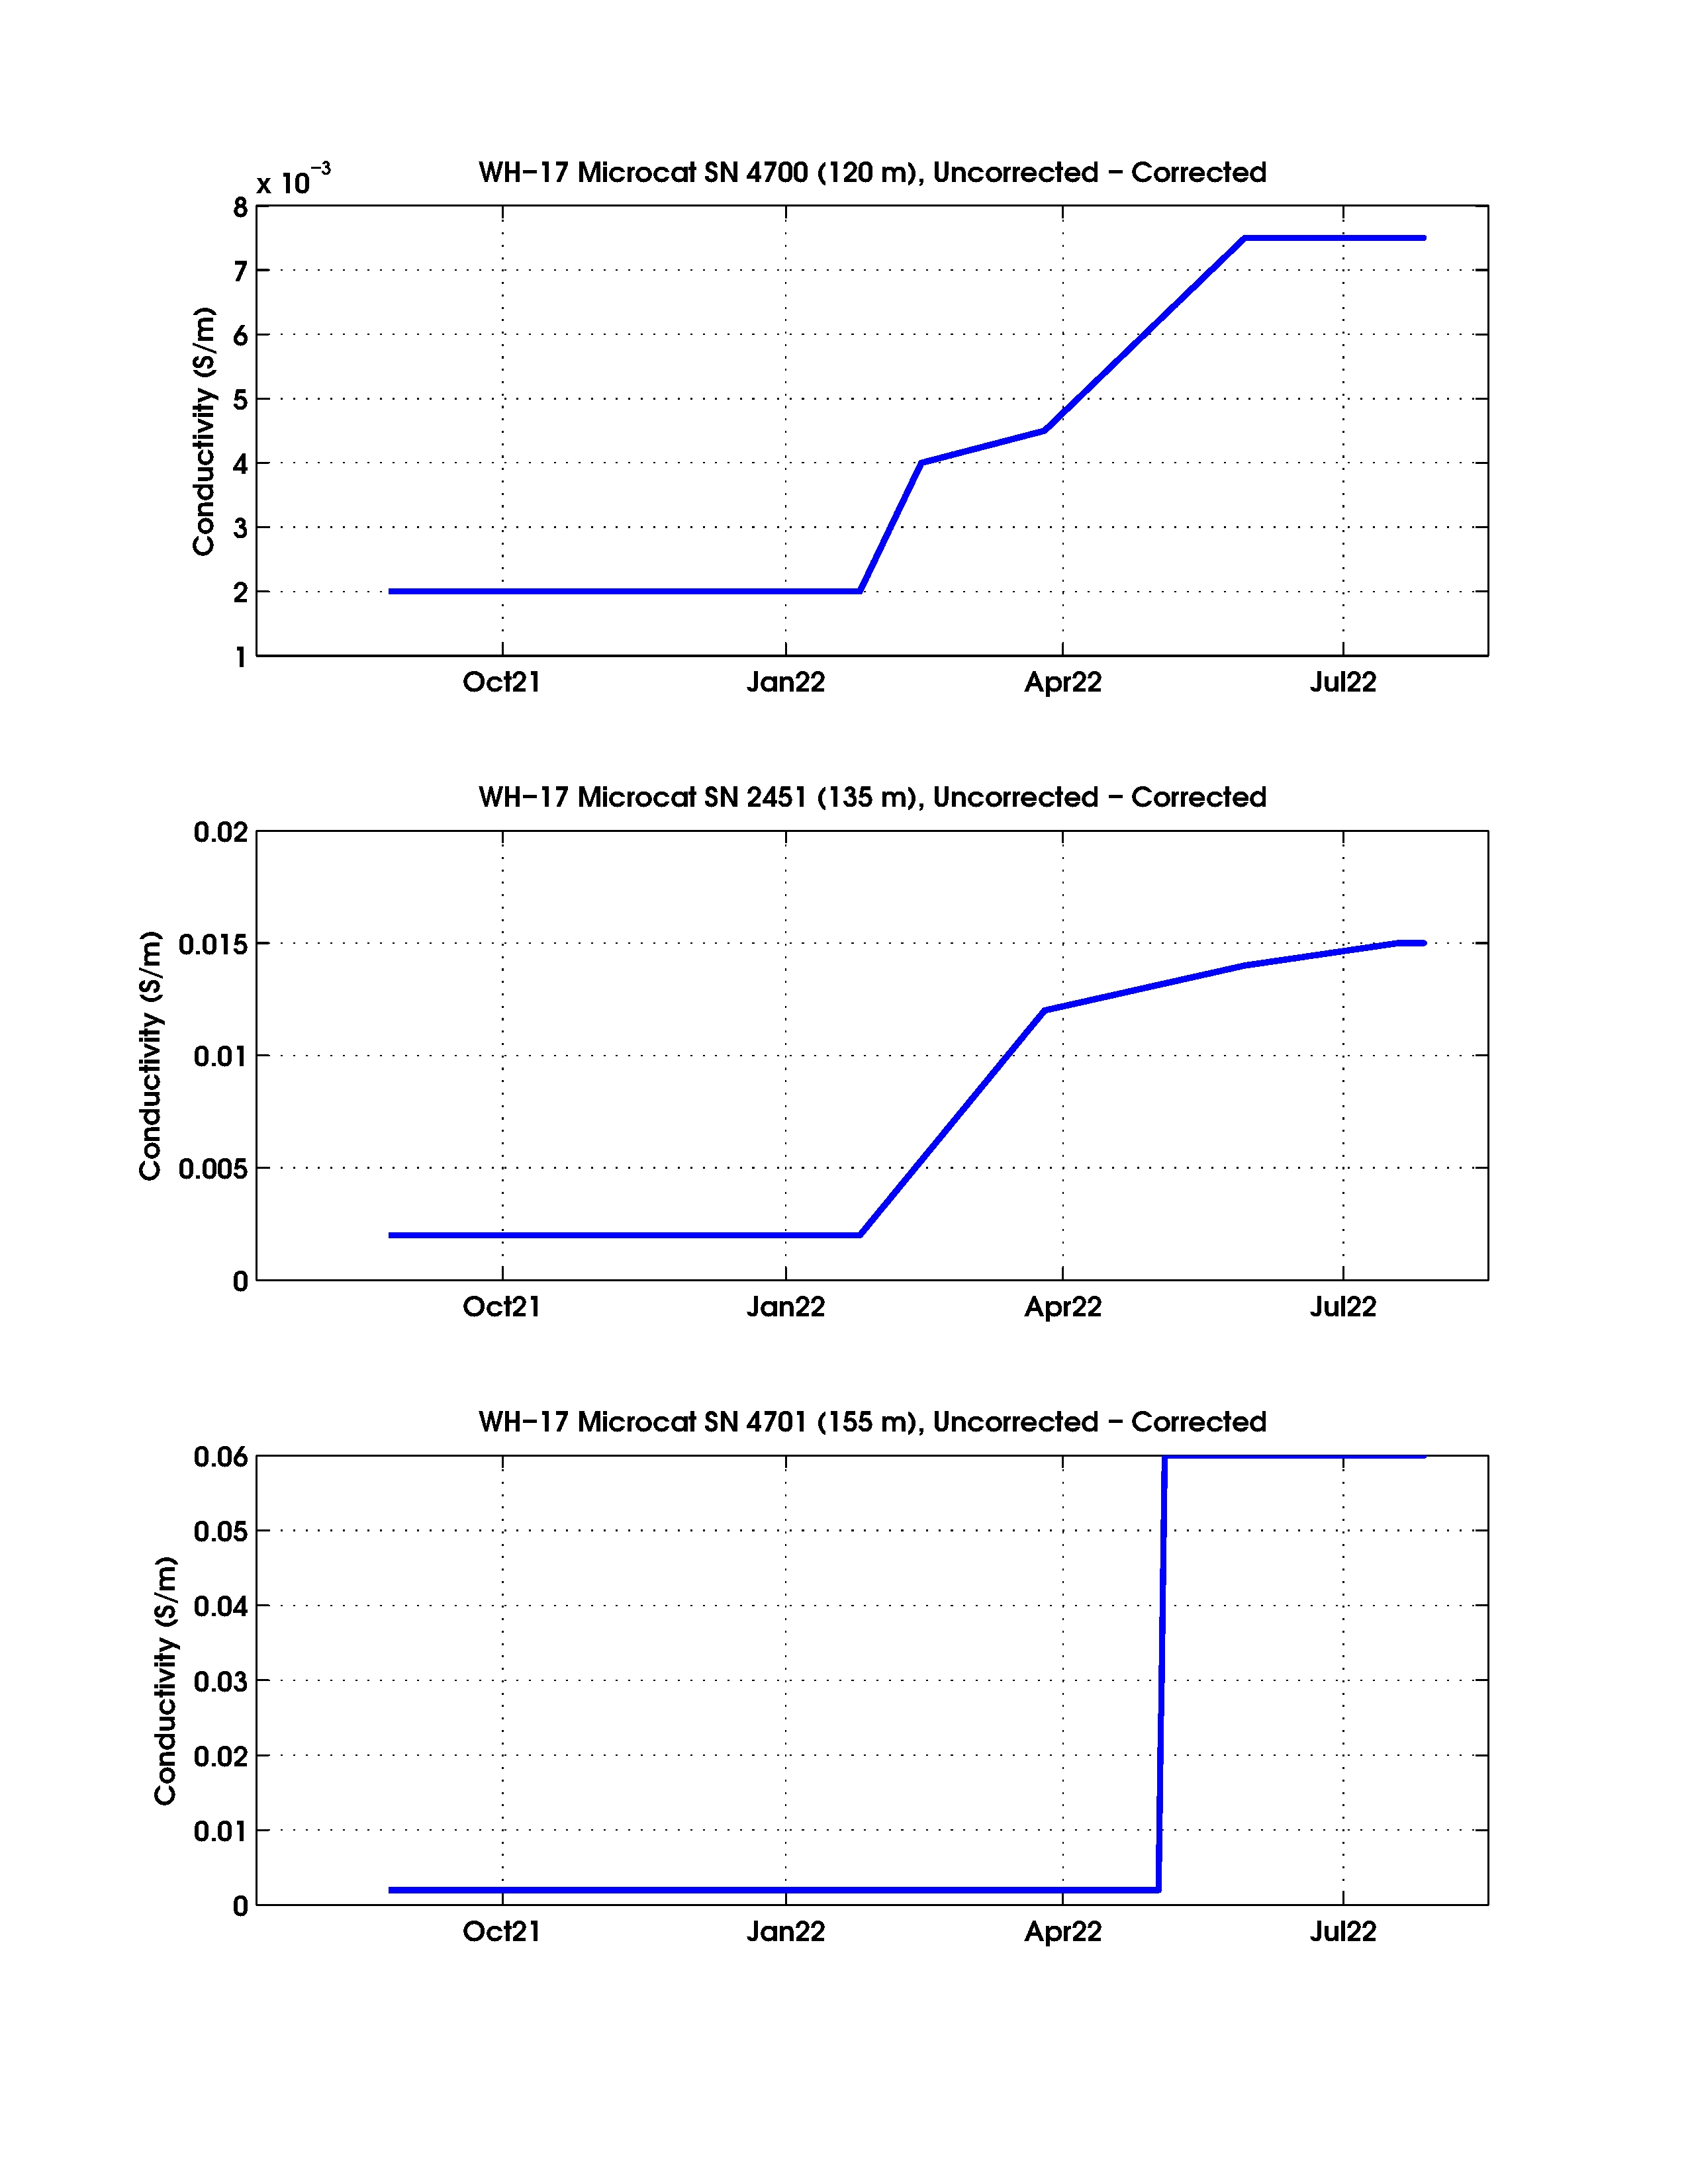 WH-17 Microcat SN 4700 (120 m), Uncorrected - Corrected
x 10⁻³
8
7
6
5
4
3
2
1
Conductivity (S/m)
Oct21 Jan22 Apr22 Jul22
WH-17 Microcat SN 2451 (135 m), Uncorrected - Corrected
0.02
0.015
0.01
0.005
0
Conductivity (S/m)
Oct21 Jan22 Apr22 Jul22
WH-17 Microcat SN 4701 (155 m), Uncorrected - Corrected
0.06
0.05
0.04
0.03
0.02
0.01
0
Conductivity (S/m)
Oct21 Jan22 Apr22 Jul22